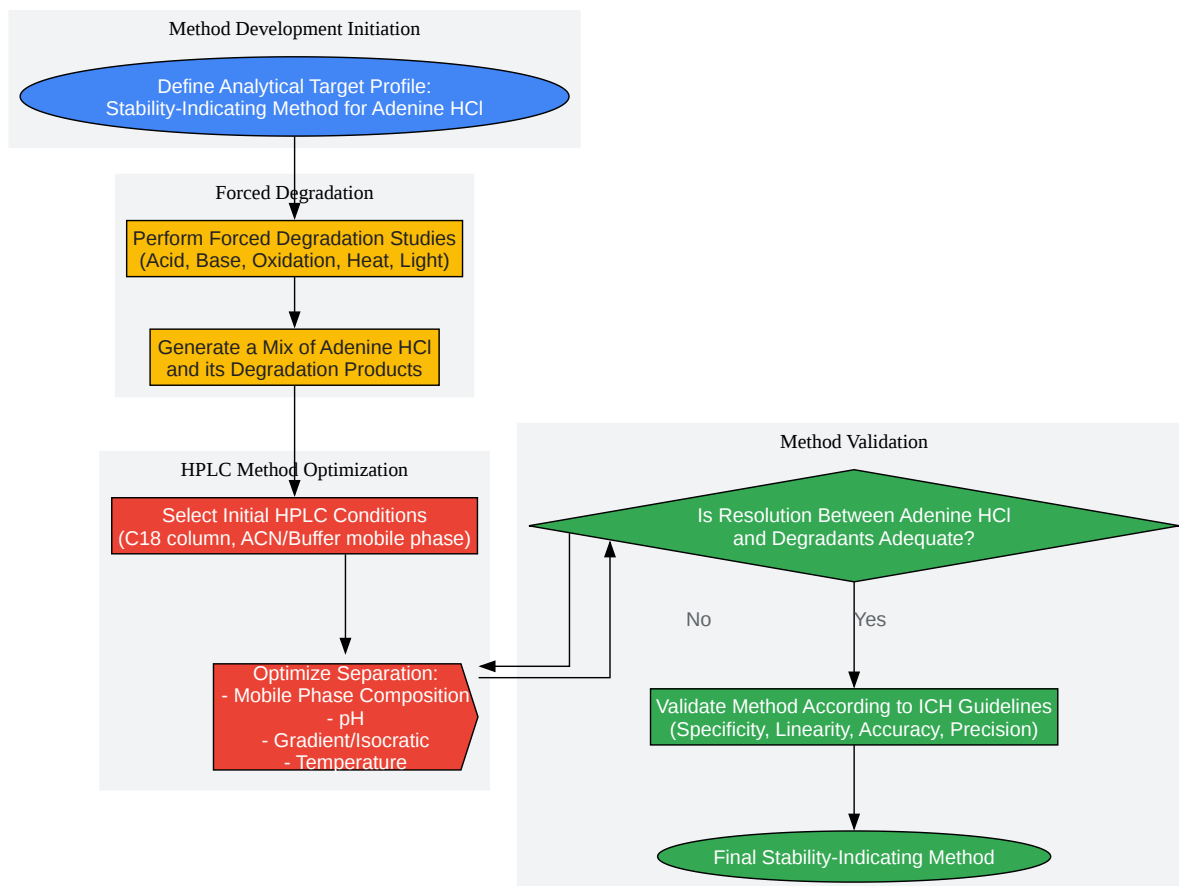 Method Development Initiation
Define Analytical Target Profile:
Stability-Indicating Method for Adenine HCl
Forced Degradation
Perform Forced Degradation Studies
(Acid, Base, Oxidation, Heat, Light)
Generate a Mix of Adenine HCl
and its Degradation Products
HPLC Method Optimization
Select Initial HPLC Conditions
(C18 column, ACN/Buffer mobile phase)
Optimize Separation:
- Mobile Phase Composition
- pH
- Gradient/Isocratic
- Temperature
Method Validation
Is Resolution Between Adenine HCl
and Degradants Adequate?
No
Yes
Validate Method According to ICH Guidelines
(Specificity, Linearity, Accuracy, Precision)
Final Stability-Indicating Method